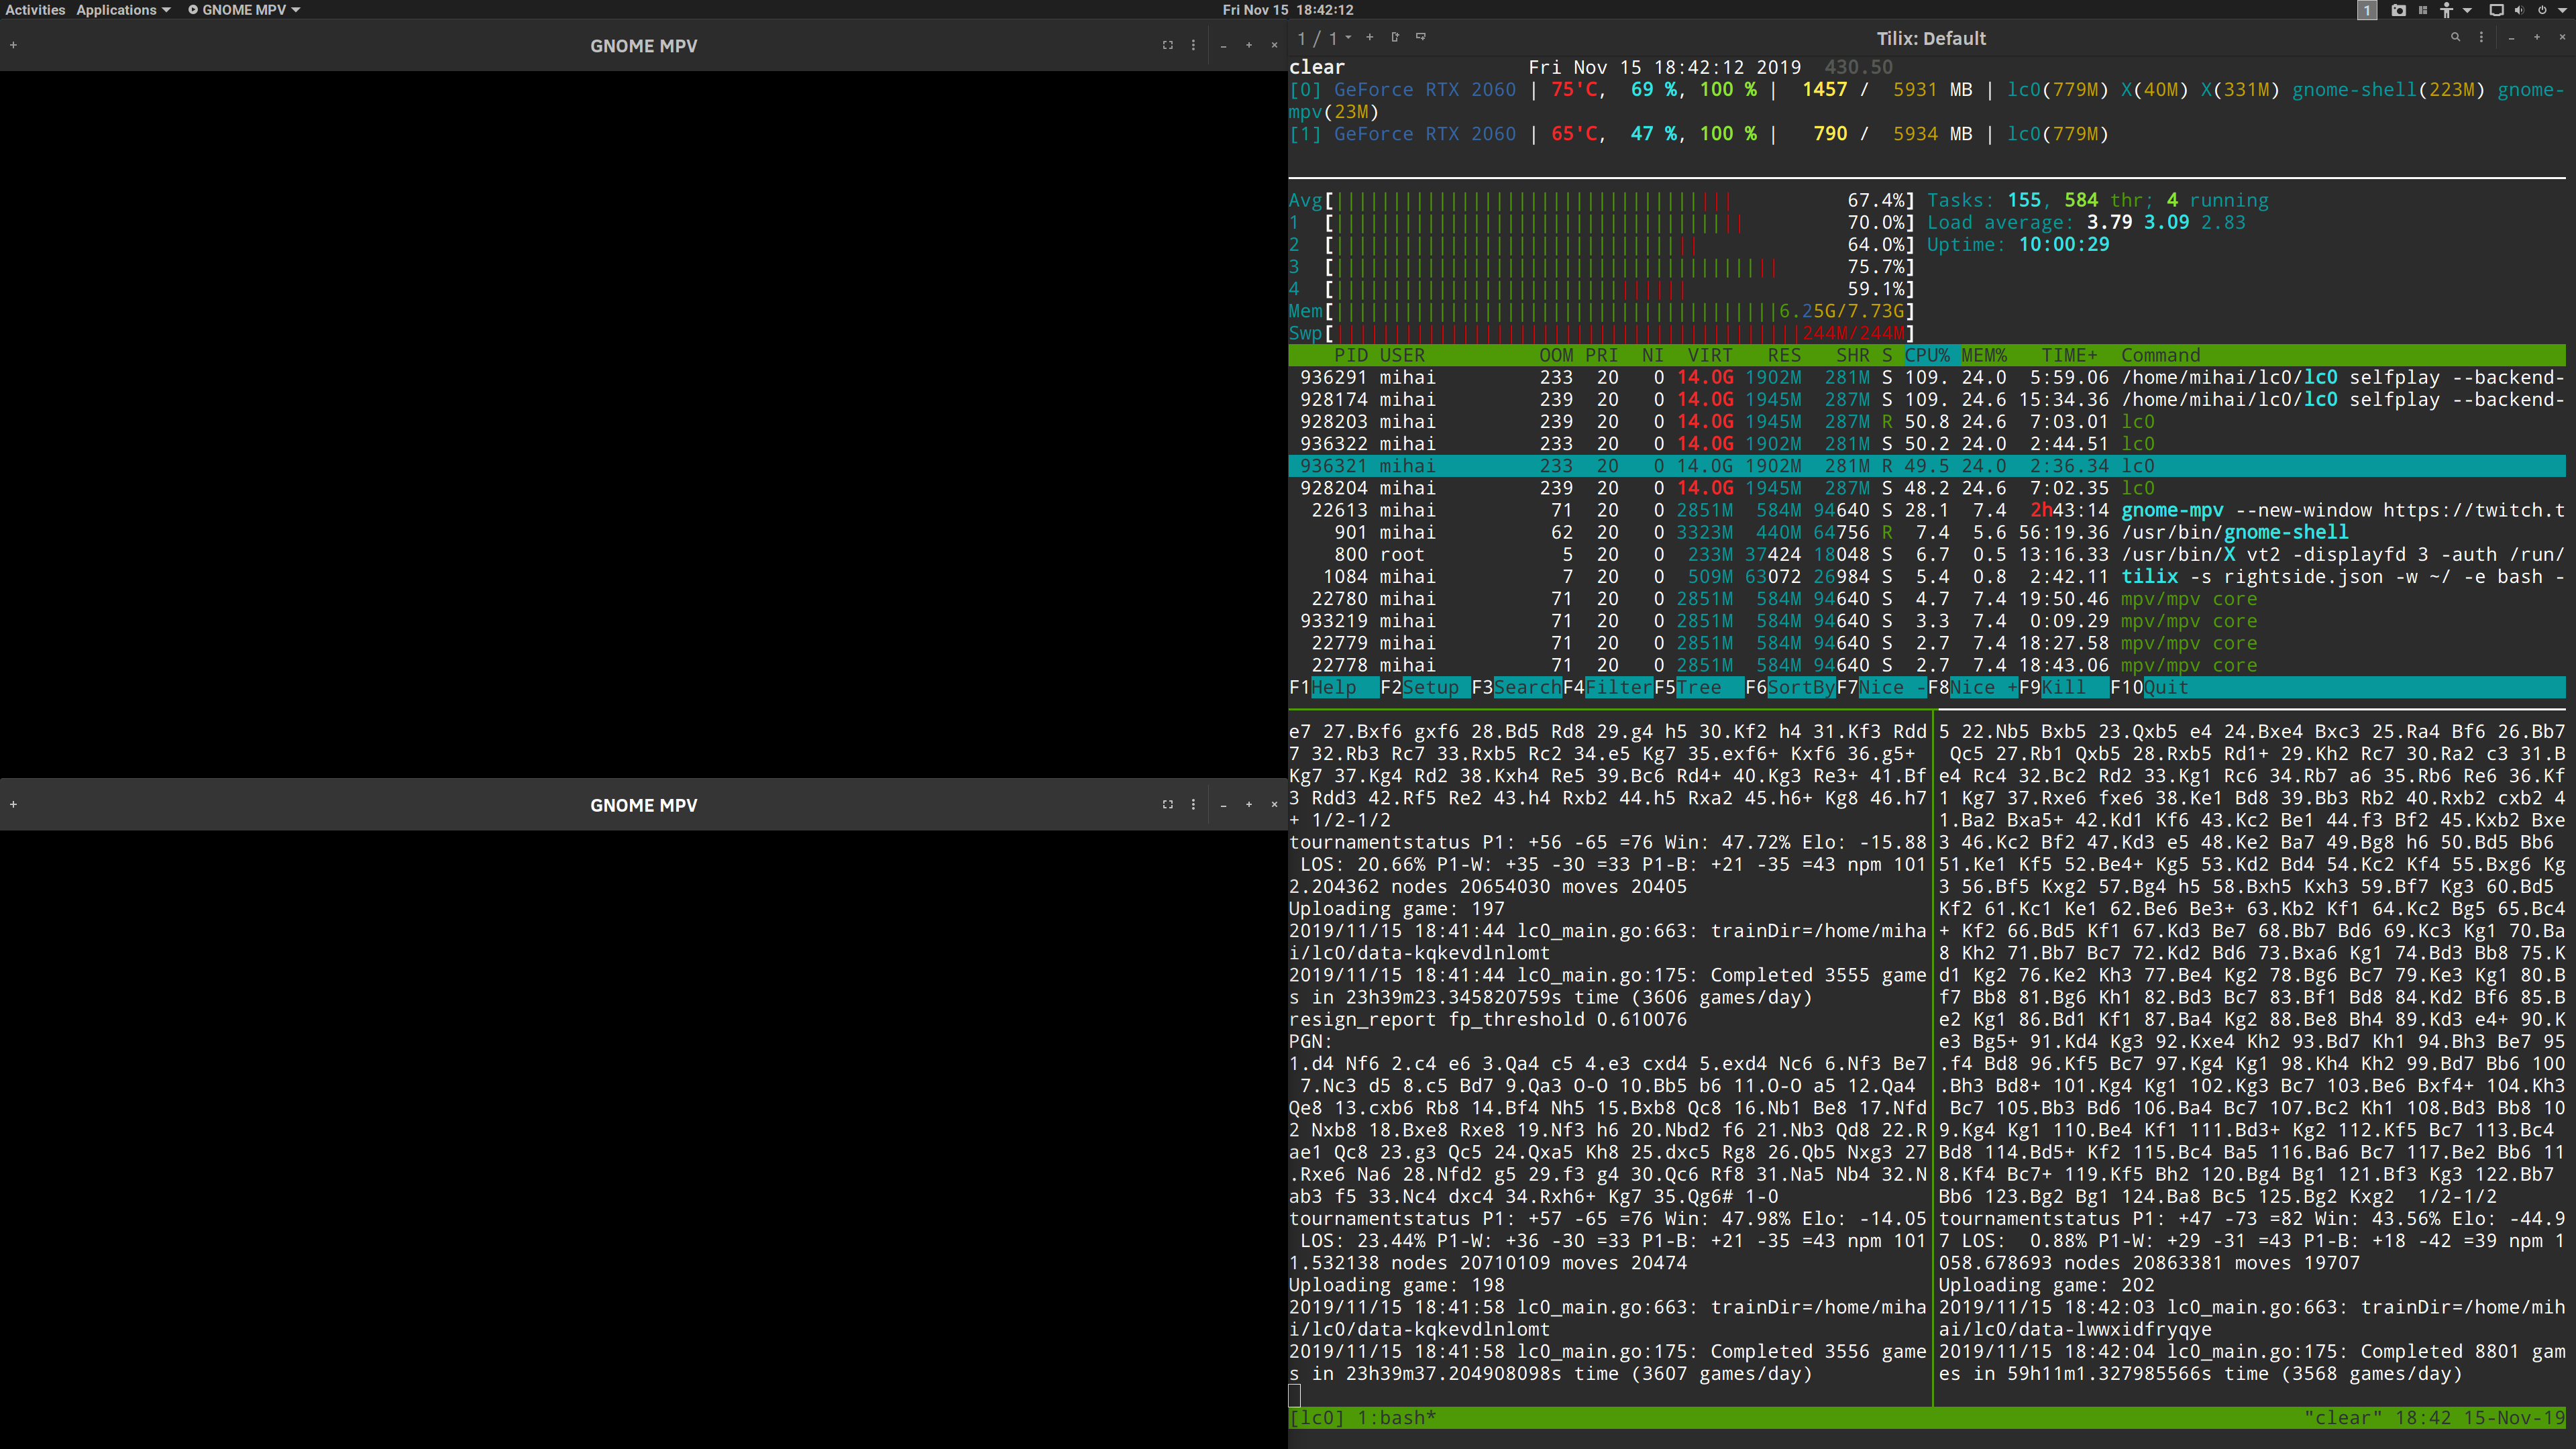 Activities Applications GNOME MPV Fri Nov 15 18:42:12 1
GNOME MPV
GNOME MPV
1 / 1 Tilix: Default
clear Fri Nov 15 18:42:12 2019 430.50
[0] GeForce RTX 2060 | 75'C, 69 %, 100 % | 1457 / 5931 MB | lc0(779M) X(40M) X(331M) gnome-shell(223M) gnome-
mpv(23M)
[1] GeForce RTX 2060 | 65'C, 47 %, 100 % | 790 / 5934 MB | lc0(779M)
Avg[ 67.4%] Tasks: 155, 584 thr; 4 running
1 [ 70.0%] Load average: 3.79 3.09 2.83
2 [ 64.0%] Uptime: 10:00:29
3 [ 75.7%]
4 [ 59.1%]
Mem[ 6.25G/7.73G]
Swp[ 244M/244M]
PID USER OOM PRI NI VIRT RES SHR S CPU% MEM% TIME+ Command
936291 mihai 233 20 0 14.0G 1902M 281M S 109. 24.0 5:59.06 /home/mihai/lc0/lc0 selfplay --backend-
928174 mihai 239 20 0 14.0G 1945M 287M S 109. 24.6 15:34.36 /home/mihai/lc0/lc0 selfplay --backend-
928203 mihai 239 20 0 14.0G 1945M 287M R 50.8 24.6 7:03.01 lc0
936322 mihai 233 20 0 14.0G 1902M 281M S 50.2 24.0 2:44.51 lc0
936321 mihai 233 20 0 14.0G 1902M 281M R 49.5 24.0 2:36.34 lc0
928204 mihai 239 20 0 14.0G 1945M 287M S 48.2 24.6 7:02.35 lc0
22613 mihai 71 20 0 2851M 584M 94640 S 28.1 7.4 2h43:14 gnome-mpv --new-window https://twitch.t
901 mihai 62 20 0 3323M 440M 64756 R 7.4 5.6 56:19.36 /usr/bin/gnome-shell
800 root 5 20 0 233M 37424 18048 S 6.7 0.5 13:16.33 /usr/bin/X vt2 -displayfd 3 -auth /run/
1084 mihai 7 20 0 509M 63072 26984 S 5.4 0.8 2:42.11 tilix -s rightside.json -w ~/ -e bash -
22780 mihai 71 20 0 2851M 584M 94640 S 4.7 7.4 19:50.46 mpv/mpv core
933219 mihai 71 20 0 2851M 584M 94640 S 3.3 7.4 0:09.29 mpv/mpv core
22779 mihai 71 20 0 2851M 584M 94640 S 2.7 7.4 18:27.58 mpv/mpv core
22778 mihai 71 20 0 2851M 584M 94640 S 2.7 7.4 18:43.06 mpv/mpv core
F1Help F2Setup F3SearchF4FilterF5Tree F6SortByF7Nice -F8Nice +F9Kill F10Quit
e7 27.Bxf6 gxf6 28.Bd5 Rd8 29.g4 h5 30.Kf2 h4 31.Kf3 Rdd
7 32.Rb3 Rc7 33.Rxb5 Rc2 34.e5 Kg7 35.exf6+ Kxf6 36.g5+
Kg7 37.Kg4 Rd2 38.Kxh4 Re5 39.Bc6 Rd4+ 40.Kg3 Re3+ 41.Bf
3 Rdd3 42.Rf5 Re2 43.h4 Rxb2 44.h5 Rxa2 45.h6+ Kg8 46.h7
+ 1/2-1/2
tournamentstatus P1: +56 -65 =76 Win: 47.72% Elo: -15.88
LOS: 20.66% P1-W: +35 -30 =33 P1-B: +21 -35 =43 npm 101
2.204362 nodes 20654030 moves 20405
Uploading game: 197
2019/11/15 18:41:44 lc0_main.go:663: trainDir=/home/miha
i/lc0/data-kqkevdlnlomt
2019/11/15 18:41:44 lc0_main.go:175: Completed 3555 game
s in 23h39m23.345820759s time (3606 games/day)
resign_report fp_threshold 0.610076
PGN:
1.d4 Nf6 2.c4 e6 3.Qa4 c5 4.e3 cxd4 5.exd4 Nc6 6.Nf3 Be7
7.Nc3 d5 8.c5 Bd7 9.Qa3 O-O 10.Bb5 b6 11.O-O a5 12.Qa4
Qe8 13.cxb6 Rb8 14.Bf4 Nh5 15.Bxb8 Qc8 16.Nb1 Be8 17.Nfd
2 Nxb8 18.Bxe8 Rxe8 19.Nf3 h6 20.Nbd2 f6 21.Nb3 Qd8 22.R
ae1 Qc8 23.g3 Qc5 24.Qxa5 Kh8 25.dxc5 Rg8 26.Qb5 Nxg3 27
.Rxe6 Na6 28.Nfd2 g5 29.f3 g4 30.Qc6 Rf8 31.Na5 Nb4 32.N
ab3 f5 33.Nc4 dxc4 34.Rxh6+ Kg7 35.Qg6# 1-0
tournamentstatus P1: +57 -65 =76 Win: 47.98% Elo: -14.05
LOS: 23.44% P1-W: +36 -30 =33 P1-B: +21 -35 =43 npm 101
1.532138 nodes 20710109 moves 20474
Uploading game: 198
2019/11/15 18:41:58 lc0_main.go:663: trainDir=/home/miha
i/lc0/data-kqkevdlnlomt
2019/11/15 18:41:58 lc0_main.go:175: Completed 3556 game
s in 23h39m37.204908098s time (3607 games/day)
5 22.Nb5 Bxb5 23.Qxb5 e4 24.Bxe4 Bxc3 25.Ra4 Bf6 26.Bb7
Qc5 27.Rb1 Qxb5 28.Rxb5 Rd1+ 29.Kh2 Rc7 30.Ra2 c3 31.B
e4 Rc4 32.Bc2 Rd2 33.Kg1 Rc6 34.Rb7 a6 35.Rb6 Re6 36.Kf
1 Kg7 37.Rxe6 fxe6 38.Ke1 Bd8 39.Bb3 Rb2 40.Rxb2 cxb2 4
1.Ba2 Bxa5+ 42.Kd1 Kf6 43.Kc2 Be1 44.f3 Bf2 45.Kxb2 Bxe
3 46.Kc2 Bf2 47.Kd3 e5 48.Ke2 Ba7 49.Bg8 h6 50.Bd5 Bb6
51.Ke1 Kf5 52.Be4+ Kg5 53.Kd2 Bd4 54.Kc2 Kf4 55.Bxg6 Kg
3 56.Bf5 Kxg2 57.Bg4 h5 58.Bxh5 Kxh3 59.Bf7 Kg3 60.Bd5
Kf2 61.Kc1 Ke1 62.Be6 Be3+ 63.Kb2 Kf1 64.Kc2 Bg5 65.Bc4
+ Kf2 66.Bd5 Kf1 67.Kd3 Be7 68.Bb7 Bd6 69.Kc3 Kg1 70.Ba
8 Kh2 71.Bb7 Bc7 72.Kd2 Bd6 73.Bxa6 Kg1 74.Bd3 Bb8 75.K
d1 Kg2 76.Ke2 Kh3 77.Be4 Kg2 78.Bg6 Bc7 79.Ke3 Kg1 80.B
f7 Bb8 81.Bg6 Kh1 82.Bd3 Bc7 83.Bf1 Bd8 84.Kd2 Bf6 85.B
e2 Kg1 86.Bd1 Kf1 87.Ba4 Kg2 88.Be8 Bh4 89.Kd3 e4+ 90.K
e3 Bg5+ 91.Kd4 Kg3 92.Kxe4 Kh2 93.Bd7 Kh1 94.Bh3 Be7 95
.f4 Bd8 96.Kf5 Bc7 97.Kg4 Kg1 98.Kh4 Kh2 99.Bd7 Bb6 100
.Bh3 Bd8+ 101.Kg4 Kg1 102.Kg3 Bc7 103.Be6 Bxf4+ 104.Kh3
Bc7 105.Bb3 Bd6 106.Ba4 Bc7 107.Bc2 Kh1 108.Bd3 Bb8 10
9.Kg4 Kg1 110.Be4 Kf1 111.Bd3+ Kg2 112.Kf5 Bc7 113.Bc4
Bd8 114.Bd5+ Kf2 115.Bc4 Ba5 116.Ba6 Bc7 117.Be2 Bb6 11
8.Kf4 Bc7+ 119.Kf5 Bh2 120.Bg4 Bg1 121.Bf3 Kg3 122.Bb7
Bb6 123.Bg2 Bg1 124.Ba8 Bc5 125.Bg2 Kxg2 1/2-1/2
tournamentstatus P1: +47 -73 =82 Win: 43.56% Elo: -44.9
7 LOS: 0.88% P1-W: +29 -31 =43 P1-B: +18 -42 =39 npm 1
058.678693 nodes 20863381 moves 19707
Uploading game: 202
2019/11/15 18:42:03 lc0_main.go:663: trainDir=/home/mih
ai/lc0/data-lwwxidfryqye
2019/11/15 18:42:04 lc0_main.go:175: Completed 8801 gam
es in 59h11m1.327985566s time (3568 games/day)
[lc0] 1:bash* "clear" 18:42 15-Nov-19